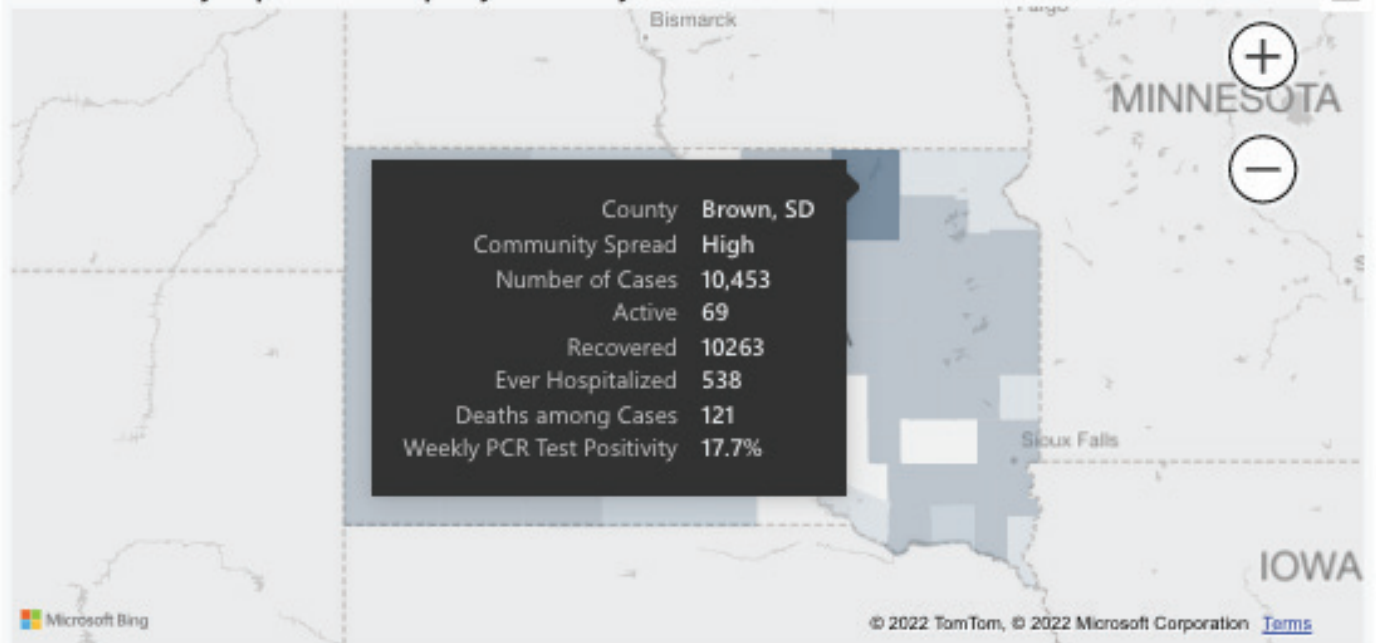 Bismarck
MINNESOTA
County Brown, SD
Community Spread High
Number of Cases 10,453
Active 69
Recovered 10263
Ever Hospitalized 538
Deaths among Cases 121
Weekly PCR Test Positivity 17.7%
Sioux Falls
IOWA
Microsoft Bing
© 2022 TomTom, © 2022 Microsoft Corporation Terms